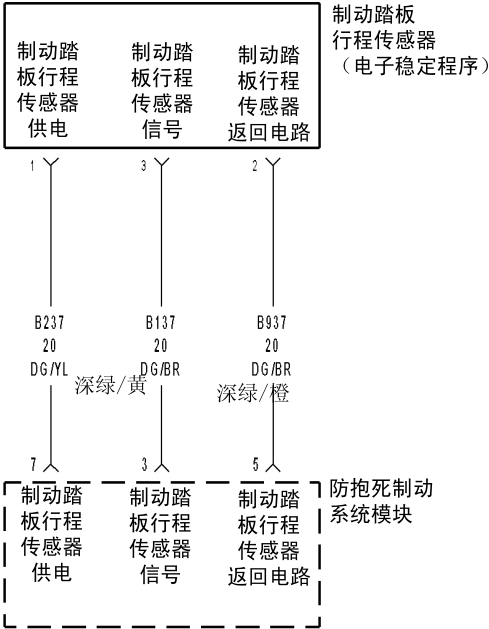 制动踏板
行程传感器
（电子稳定程序）
制动踏
板行程
传感器
供电
制动踏
板行程
传感器
信号
制动踏
板行程
传感器
返回电路
1
3
2
B237
20
DG/YL
深绿/黄
B137
20
DG/BR
B937
20
DG/BR
深绿/橙
7
3
5
防抱死制动
系统模块
制动踏
板行程
传感器
供电
制动踏
板行程
传感器
信号
制动踏
板行程
传感器
返回电路